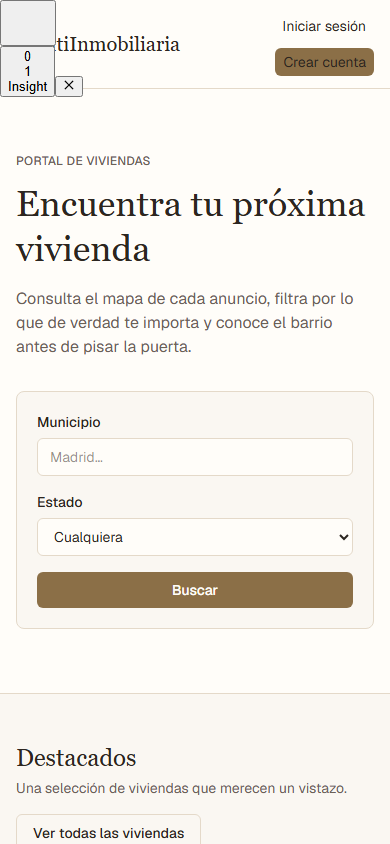 0
1
Insight
tiInmobiliaria
Iniciar sesión
Crear cuenta
PORTAL DE VIVIENDAS
Encuentra tu próxima
vivienda
Consulta el mapa de cada anuncio, filtra por lo
que de verdad te importa y conoce el barrio
antes de pisar la puerta.
Municipio
Madrid...
Estado
Cualquiera
Buscar
Destacados
Una selección de viviendas que merecen un vistazo.
Ver todas las viviendas